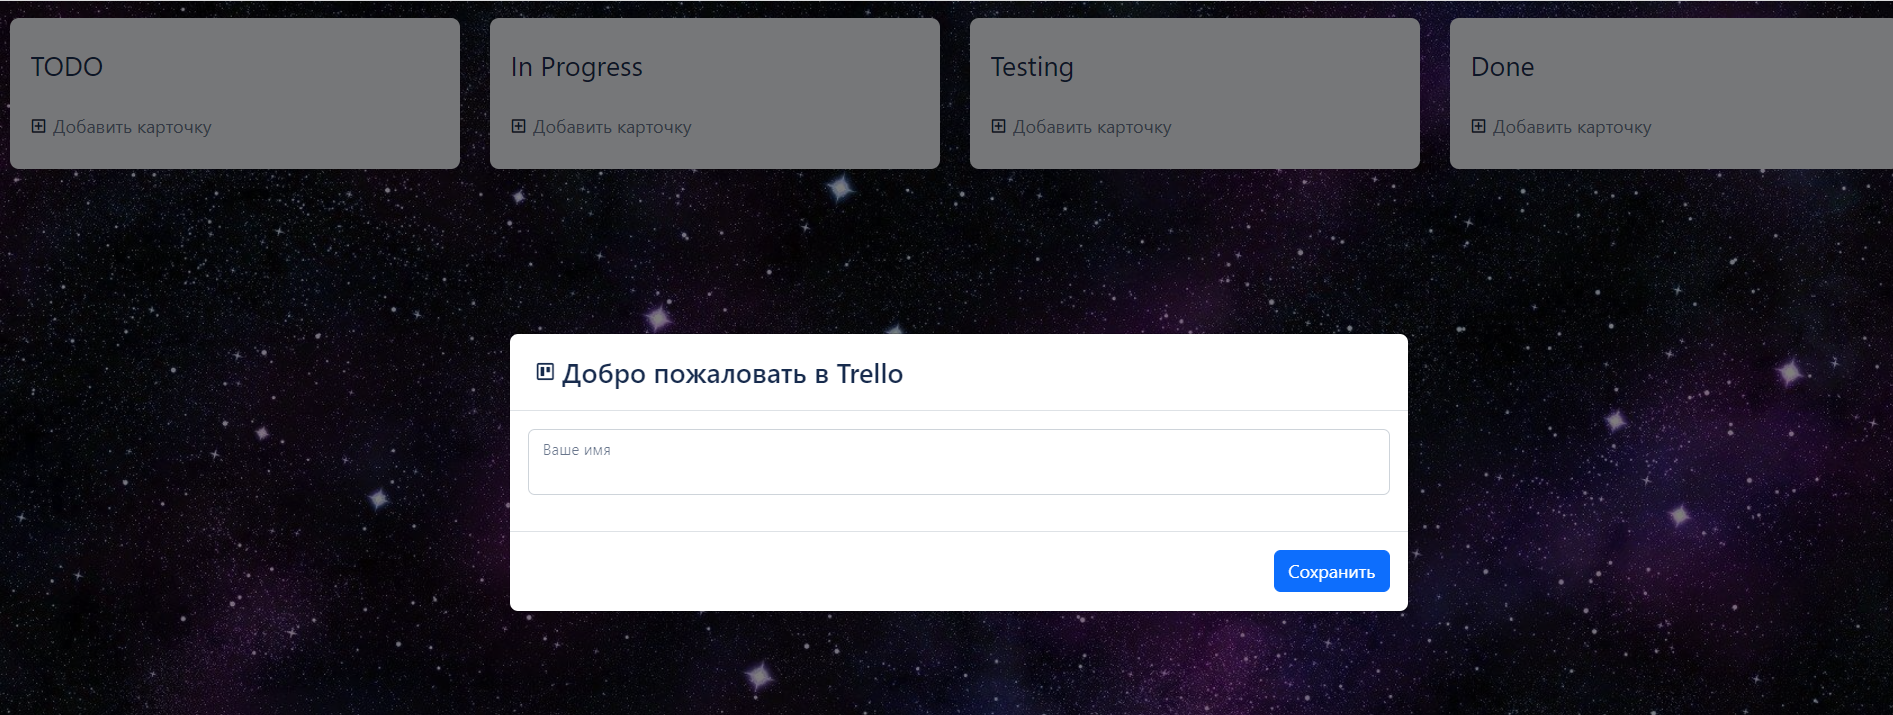 TODO
Добавить карточку
In Progress
Добавить карточку
Testing
Добавить карточку
Done
Добавить карточку
Добро пожаловать в Trello
Ваше имя
Сохранить